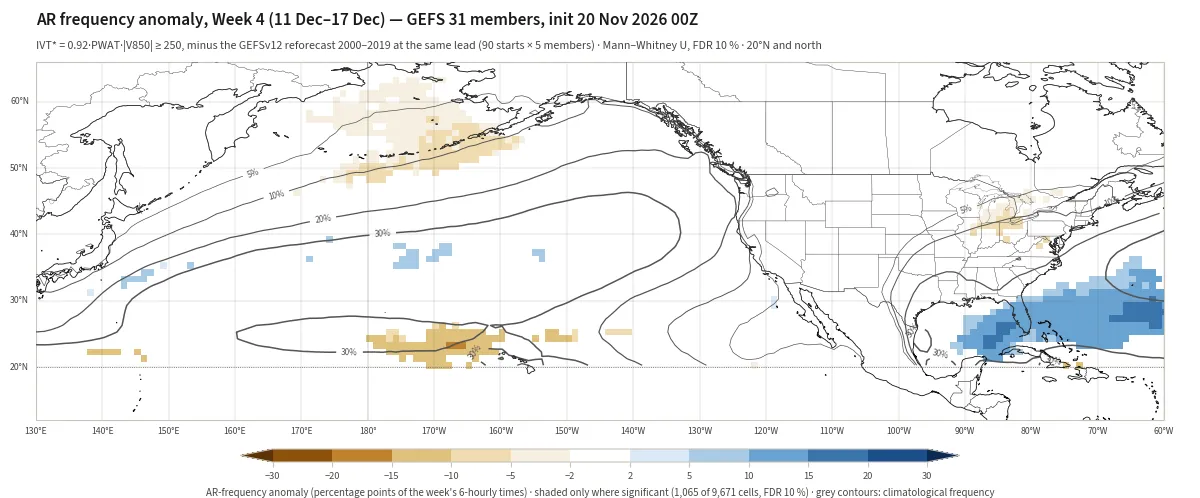 AR frequency anomaly, Week 4 (11 Dec–17 Dec) — GEFS 31 members, init 20 Nov 2026 00Z
IVT* = 0.92·PWAT·|V850| ≥ 250, minus the GEFSv12 reforecast 2000–2019 at the same lead (90 starts × 5 members) · Mann–Whitney U, FDR 10 % · 20°N and north
60°N
50°N
40°N
30°N
20°N
5%
10%
20%
30%
30%
30%
5%
10%
30%
130°E 140°E 150°E 160°E 170°E 180° 170°W 160°W 150°W 140°W 130°W 120°W 110°W 100°W 90°W 80°W 70°W 60°W
−30 −20 −15 −10 −5 −2 2 5 10 15 20 30
AR-frequency anomaly (percentage points of the week's 6-hourly times) · shaded only where significant (1,065 of 9,671 cells, FDR 10 %) · grey contours: climatological frequency